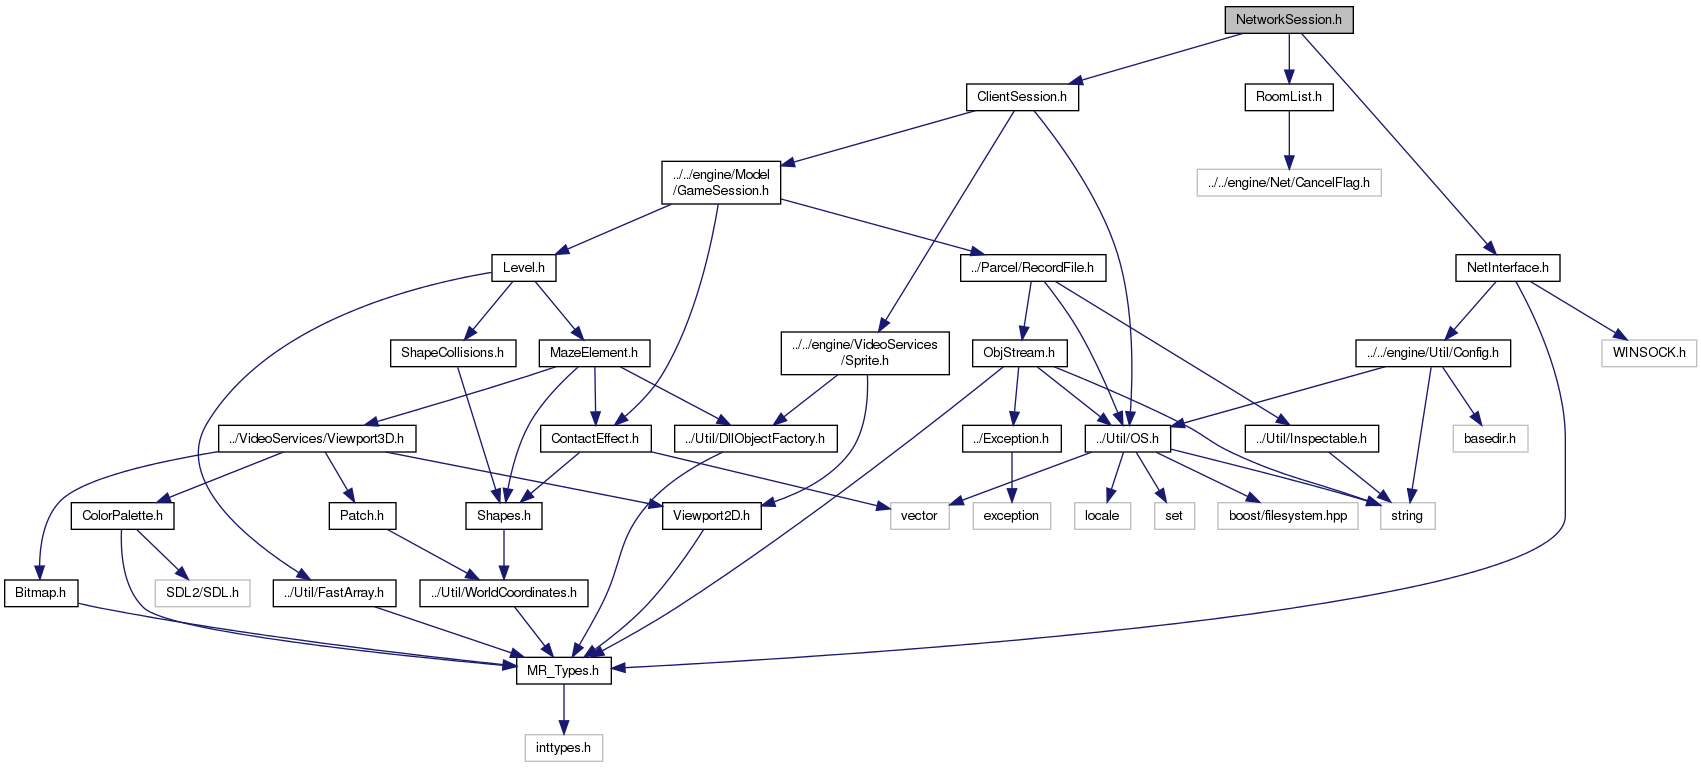 NetworkSession.h
ClientSession.h
RoomList.h
../../engine/Model
/GameSession.h
../../engine/Net/CancelFlag.h
Level.h
../Parcel/RecordFile.h
NetInterface.h
ShapeCollisions.h
MazeElement.h
../../engine/VideoServices
/Sprite.h
ObjStream.h
../../engine/Util/Config.h
WINSOCK.h
../VideoServices/Viewport3D.h
ContactEffect.h
../Util/DllObjectFactory.h
../Exception.h
../Util/OS.h
../Util/Inspectable.h
basedir.h
ColorPalette.h
Patch.h
Shapes.h
Viewport2D.h
vector
exception
locale
set
boost/filesystem.hpp
string
Bitmap.h
SDL2/SDL.h
../Util/FastArray.h
../Util/WorldCoordinates.h
MR_Types.h
inttypes.h